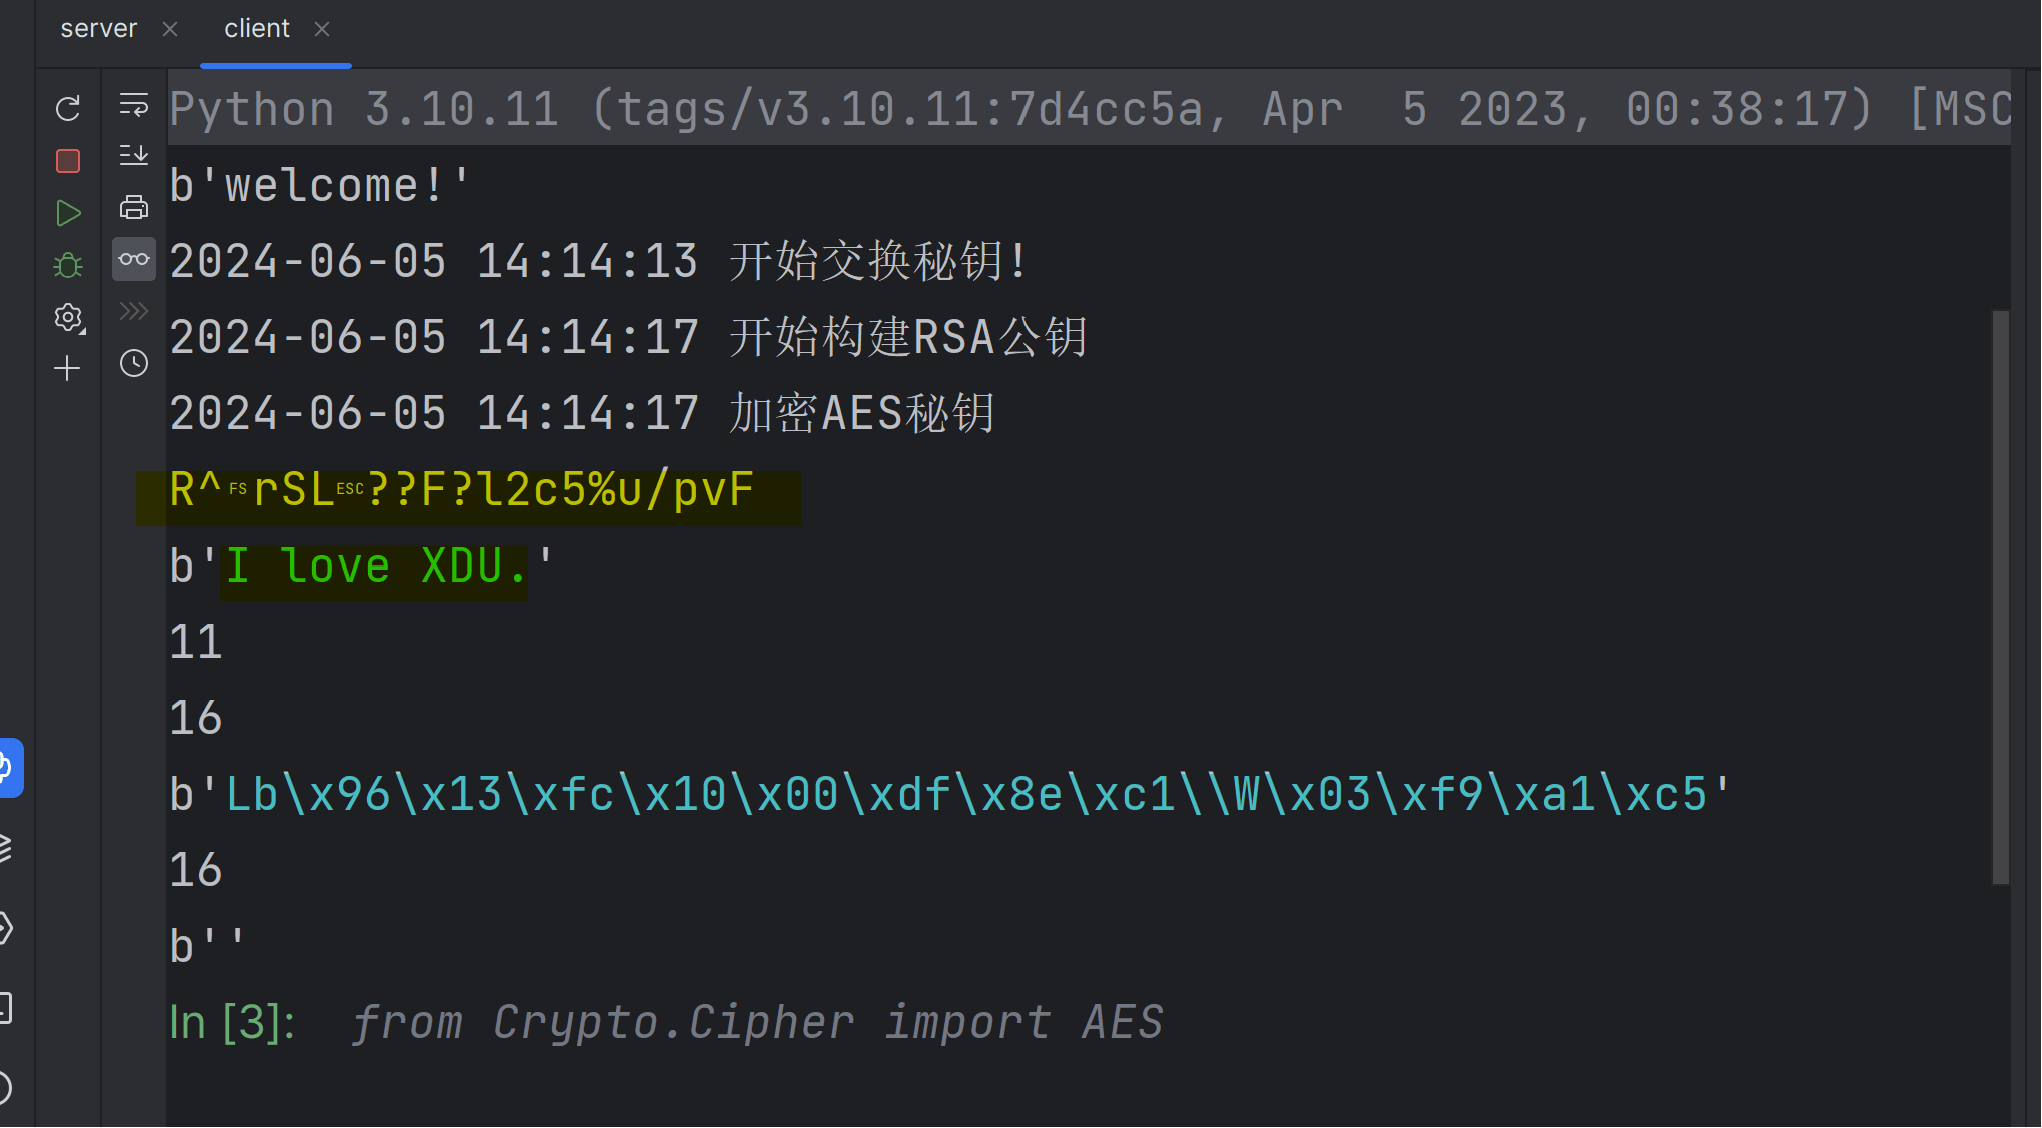 server client
Python 3.10.11 (tags/v3.10.11:7d4cc5a, Apr  5 2023, 00:38:17) [MSC
b'welcome!'
2024-06-05 14:14:13 开始交换秘钥!
2024-06-05 14:14:17 开始构建RSA公钥
2024-06-05 14:14:17 加密AES秘钥
R^FSrSLESC??F?l2c5%u/pvF
b'I love XDU.'
11
16
b'Lb\x96\x13\xfc\x10\x00\xdf\x8e\xc1\\W\x03\xf9\xa1\xc5'
16
b''
In [3]: from Crypto.Cipher import AES